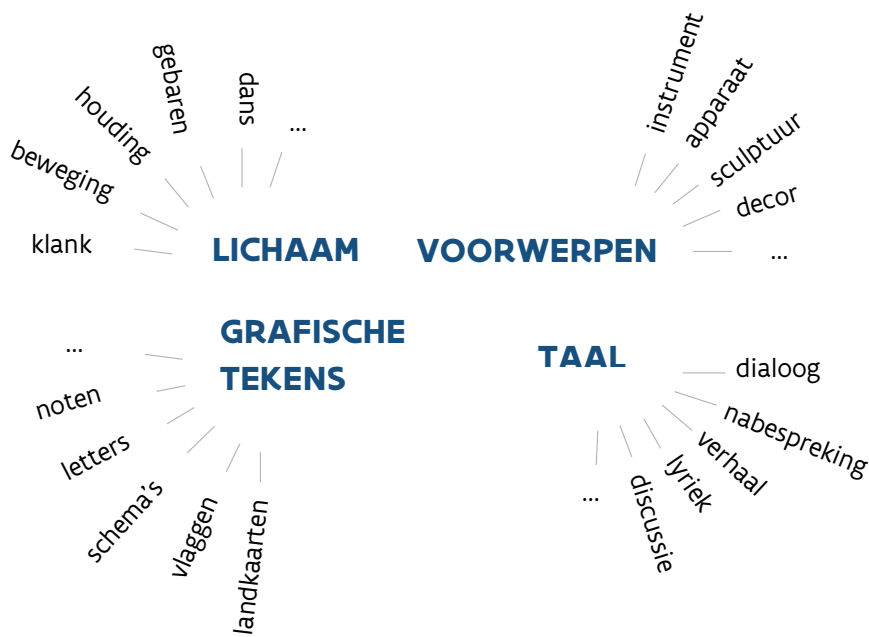 klank
beweging
houding
gebaren
dans
...
LICHAAM
instrument
apparaat
sculptuur
decor
...
VOORWERPEN
GRAFISCHE
TEKENS
...
noten
letters
schema's
vlaggen
landkaarten
TAAL
dialoog
nabespreking
verhaal
lyriek
discussie
...